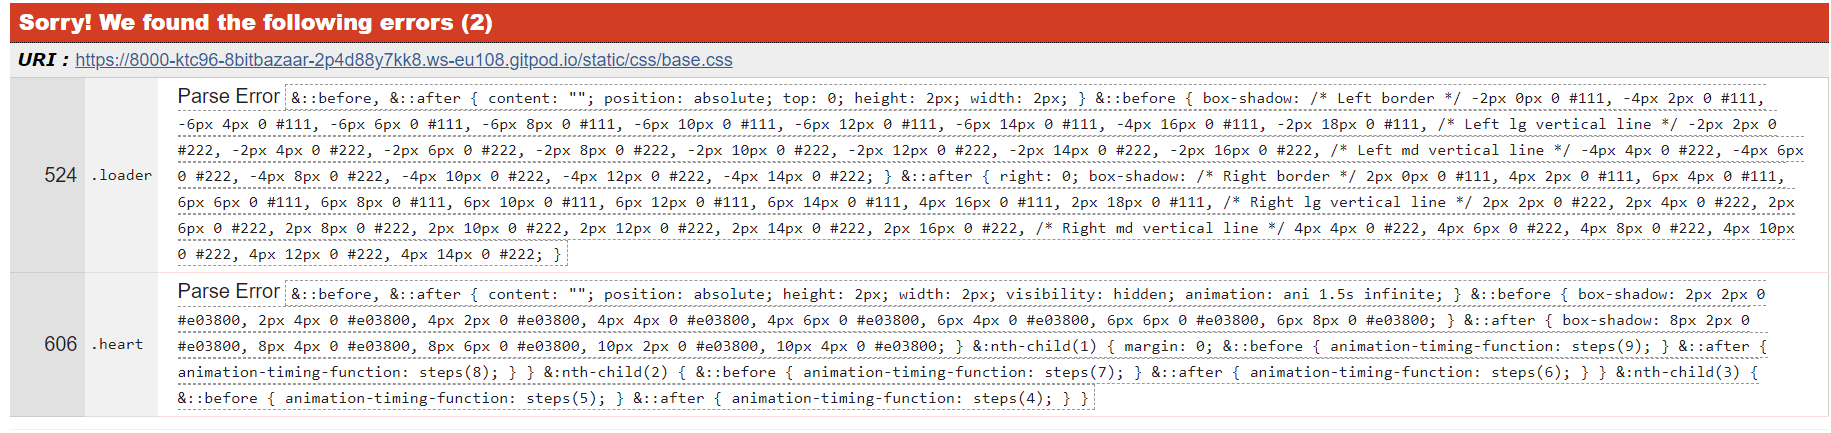 Sorry! We found the following errors (2)
URI : https://8000-ktc96-8bitbazaar-2p4d88y7kk8.ws-eu108.gitpod.io/static/css/base.css
524 .loader
Parse Error &::before, &::after { content: ""; position: absolute; top: 0; height: 2px; width: 2px; } &::before { box-shadow: /* Left border */ -2px 0px 0 #111, -4px 2px 0 #111,
-6px 4px 0 #111, -6px 6px 0 #111, -6px 8px 0 #111, -6px 10px 0 #111, -6px 12px 0 #111, -6px 14px 0 #111, -4px 16px 0 #111, -2px 18px 0 #111, /* Left lg vertical line */ -2px 2px 0
#222, -2px 4px 0 #222, -2px 6px 0 #222, -2px 8px 0 #222, -2px 10px 0 #222, -2px 12px 0 #222, -2px 14px 0 #222, -2px 16px 0 #222, /* Left md vertical line */ -4px 4px 0 #222, -4px 6px
0 #222, -4px 8px 0 #222, -4px 10px 0 #222, -4px 12px 0 #222, -4px 14px 0 #222; } &::after { right: 0; box-shadow: /* Right border */ 2px 0px 0 #111, 4px 2px 0 #111, 6px 4px 0 #111,
6px 6px 0 #111, 6px 8px 0 #111, 6px 10px 0 #111, 6px 12px 0 #111, 6px 14px 0 #111, 4px 16px 0 #111, 2px 18px 0 #111, /* Right lg vertical line */ 2px 2px 0 #222, 2px 4px 0 #222, 2px
6px 0 #222, 2px 8px 0 #222, 2px 10px 0 #222, 2px 12px 0 #222, 2px 14px 0 #222, 2px 16px 0 #222, /* Right md vertical line */ 4px 4px 0 #222, 4px 6px 0 #222, 4px 8px 0 #222, 4px 10px
0 #222, 4px 12px 0 #222, 4px 14px 0 #222; }
606 .heart
Parse Error &::before, &::after { content: ""; position: absolute; height: 2px; width: 2px; visibility: hidden; animation: ani 1.5s infinite; } &::before { box-shadow: 2px 2px 0
#e03800, 2px 4px 0 #e03800, 4px 2px 0 #e03800, 4px 4px 0 #e03800, 4px 6px 0 #e03800, 6px 4px 0 #e03800, 6px 6px 0 #e03800, 6px 8px 0 #e03800; } &::after { box-shadow: 8px 2px 0
#e03800, 8px 4px 0 #e03800, 8px 6px 0 #e03800, 10px 2px 0 #e03800, 10px 4px 0 #e03800; } &:nth-child(1) { margin: 0; &::before { animation-timing-function: steps(9); } &::after {
animation-timing-function: steps(8); } } &:nth-child(2) { &::before { animation-timing-function: steps(7); } &::after { animation-timing-function: steps(6); } } &:nth-child(3) {
&::before { animation-timing-function: steps(5); } &::after { animation-timing-function: steps(4); } }